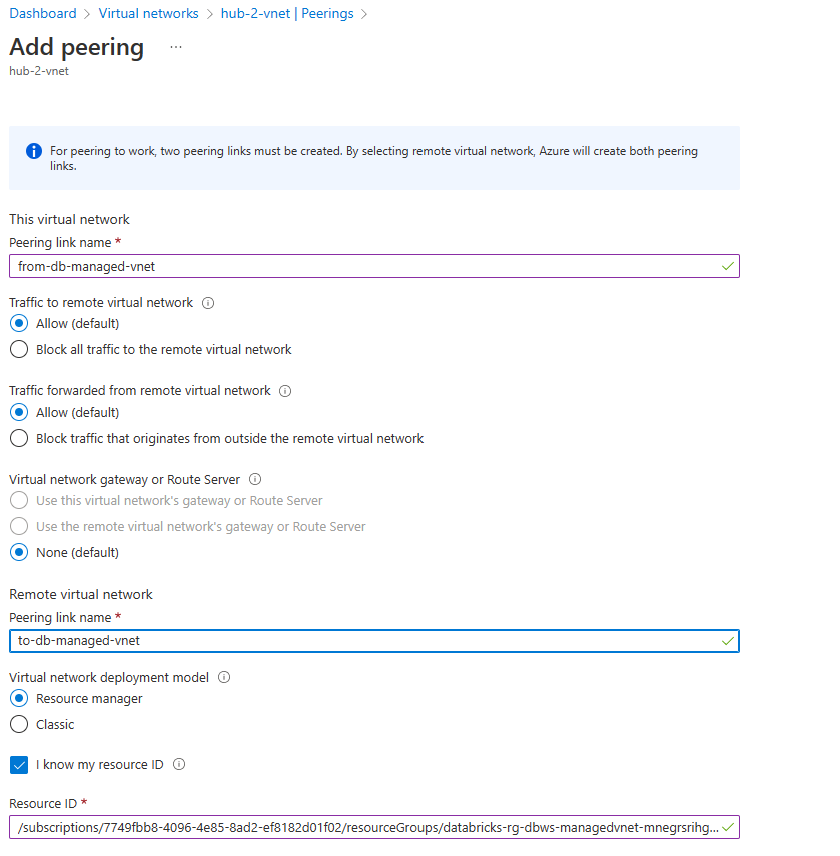 Dashboard > Virtual networks > hub-2-vnet | Peerings >
Add peering ...
hub-2-vnet
For peering to work, two peering links must be created. By selecting remote virtual network, Azure will create both peering
links.
This virtual network
Peering link name *
from-db-managed-vnet
Traffic to remote virtual network
Allow (default)
Block all traffic to the remote virtual network
Traffic forwarded from remote virtual network
Allow (default)
Block traffic that originates from outside the remote virtual network
Virtual network gateway or Route Server
Use this virtual network's gateway or Route Server
Use the remote virtual network's gateway or Route Server
None (default)
Remote virtual network
Peering link name *
to-db-managed-vnet
Virtual network deployment model
Resource manager
Classic
I know my resource ID
Resource ID *
/subscriptions/7749fbb8-4096-4e85-8ad2-ef8182d01f02/resourceGroups/databricks-rg-dbws-managedvnet-mnegrsrihg...